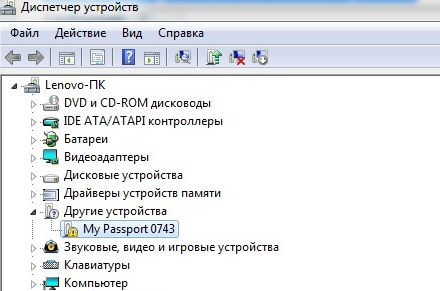 Диспетчер устройств
Файл Действие Вид Справка
Lenovo-ПК
DVD и CD-ROM дисководы
IDE ATA/ATAPI контроллеры
Батареи
Видеоадаптеры
Дисковые устройства
Драйверы устройств памяти
Другие устройства
My Passport 0743
Звуковые, видео и игровые устройства
Клавиатуры
Компьютер